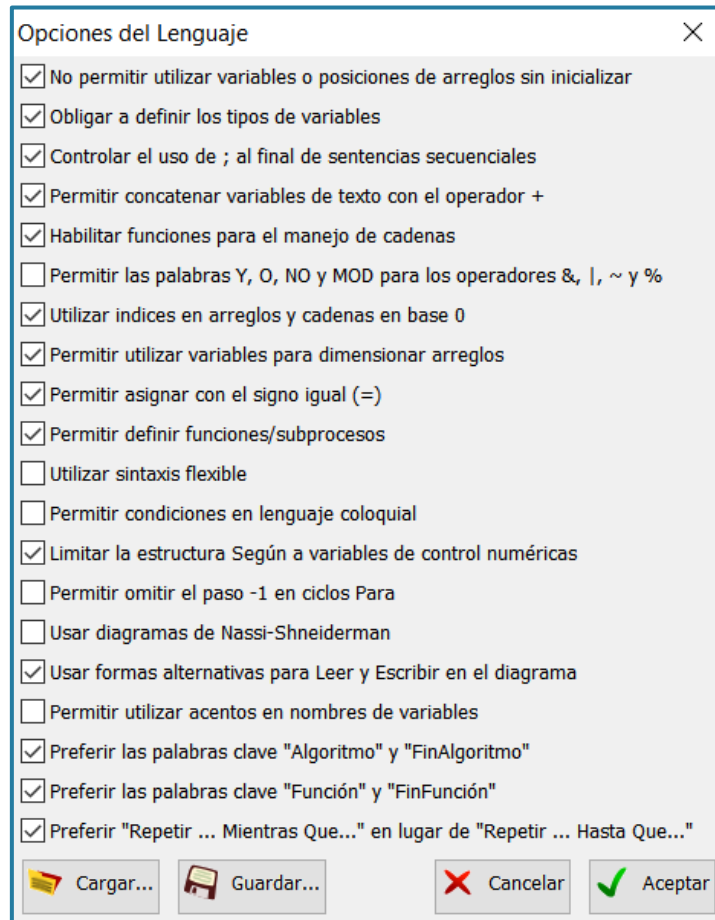 Opciones del Lenguaje
No permitir utilizar variables o posiciones de arreglos sin inicializar
Obligar a definir los tipos de variables
Controlar el uso de ; al final de sentencias secuenciales
Permitir concatenar variables de texto con el operador +
Habilitar funciones para el manejo de cadenas
Permitir las palabras Y, O, NO y MOD para los operadores &, |, ~ y %
Utilizar indices en arreglos y cadenas en base 0
Permitir utilizar variables para dimensionar arreglos
Permitir asignar con el signo igual (=)
Permitir definir funciones/subprocesos
Utilizar sintaxis flexible
Permitir condiciones en lenguaje coloquial
Limitar la estructura Según a variables de control numéricas
Permitir omitir el paso -1 en ciclos Para
Usar diagramas de Nassi-Shneiderman
Usar formas alternativas para Leer y Escribir en el diagrama
Permitir utilizar acentos en nombres de variables
Preferir las palabras clave "Algoritmo" y "FinAlgoritmo"
Preferir las palabras clave "Función" y "FinFunción"
Preferir "Repetir ... Mientras Que..." en lugar de "Repetir ... Hasta Que..."
Cargar... Guardar... Cancelar Aceptar